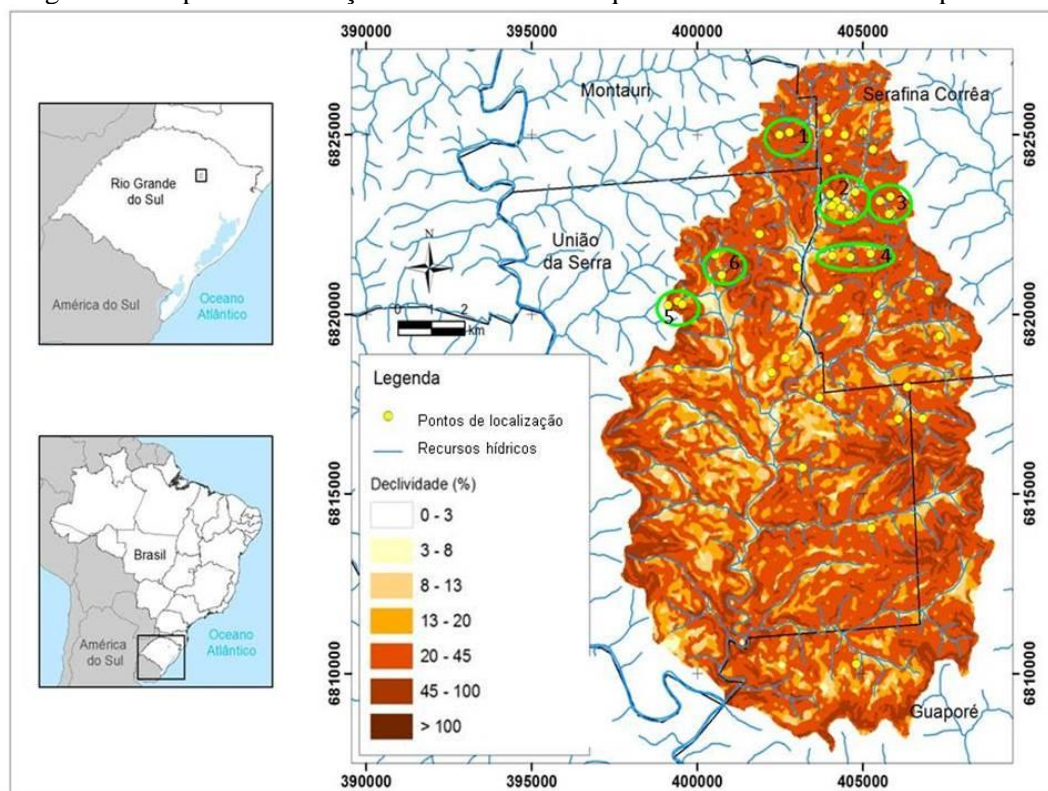 390000 395000 400000 405000
Montauri
Serafina Corrêa
União
da Serra
Guaporé
1
2
3
4
5
6
N
0 1 2
km
6825000
6820000
6815000
6810000
6825000
6820000
6815000
6810000
390000 395000 400000 405000
Rio Grande
do Sul
América do Sul
Oceano
Atlântico
Brasil
América
do Sul
Oceano
Atlântico
Legenda
Pontos de localização
Recursos hídricos
Declividade (%)
0 - 3
3 - 8
8 - 13
13 - 20
20 - 45
45 - 100
> 100